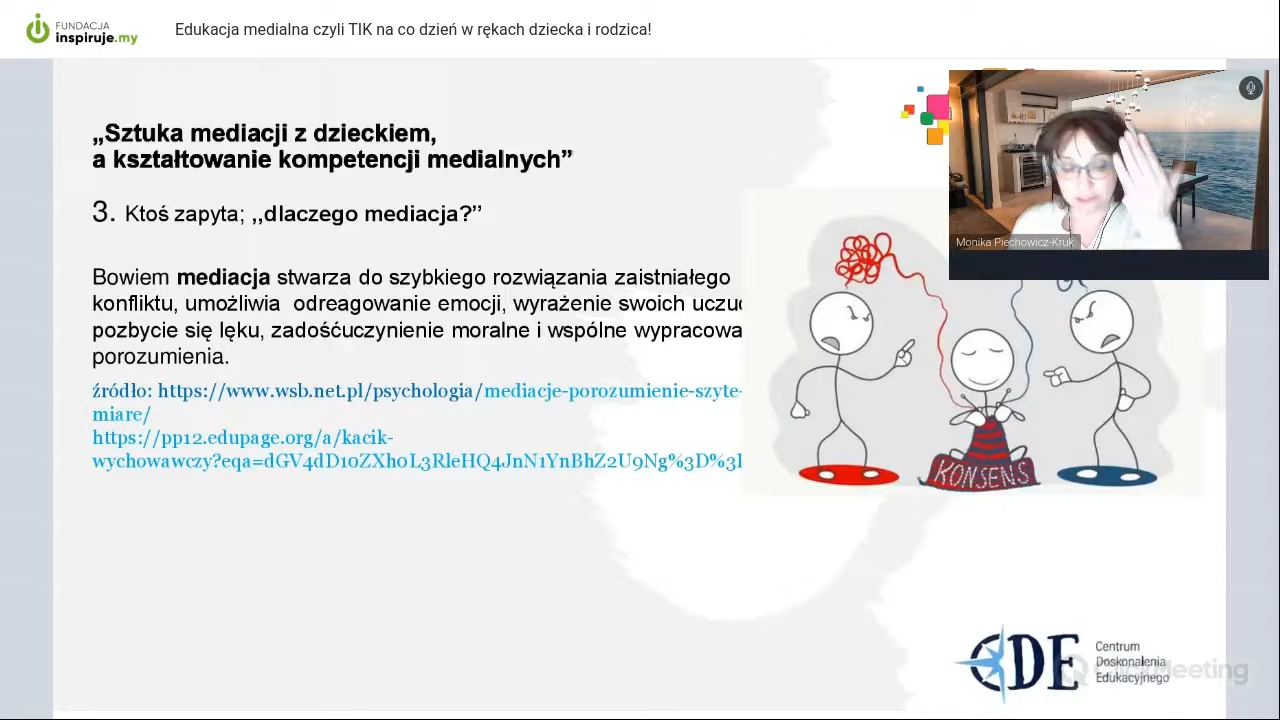 FUNDACJA
inspiruje.my
Edukacja medialna czyli TIK na co dzień w rękach dziecka i rodzica!
„Sztuka mediacji z dzieckiem,
a kształtowanie kompetencji medialnych”
3. Ktoś zapyta; ,,dlaczego mediacja?”
Bowiem mediacja stwarza do szybkiego rozwiązania zaistniałego
konfliktu, umożliwia odreagowanie emocji, wyrażenie swoich
pozbycie się lęku, zadośćuczynienie moralne i wspólne
porozumienia.
źródło: https://www.wsb.net.pl/psychologia/mediacje-porozumienie-szyte-
miare/
https://pp12.edupage.org/a/kacik-
wychowawczy?eqa=dGV4dD10ZXh0L3RleHQ4JnN1YnBhZ2U9Ng%3D%3
Monika Piechowicz-Kruk
KONSENS
CDE
Centrum
Doskonalenia
Edukacyjnego
ClickMeeting